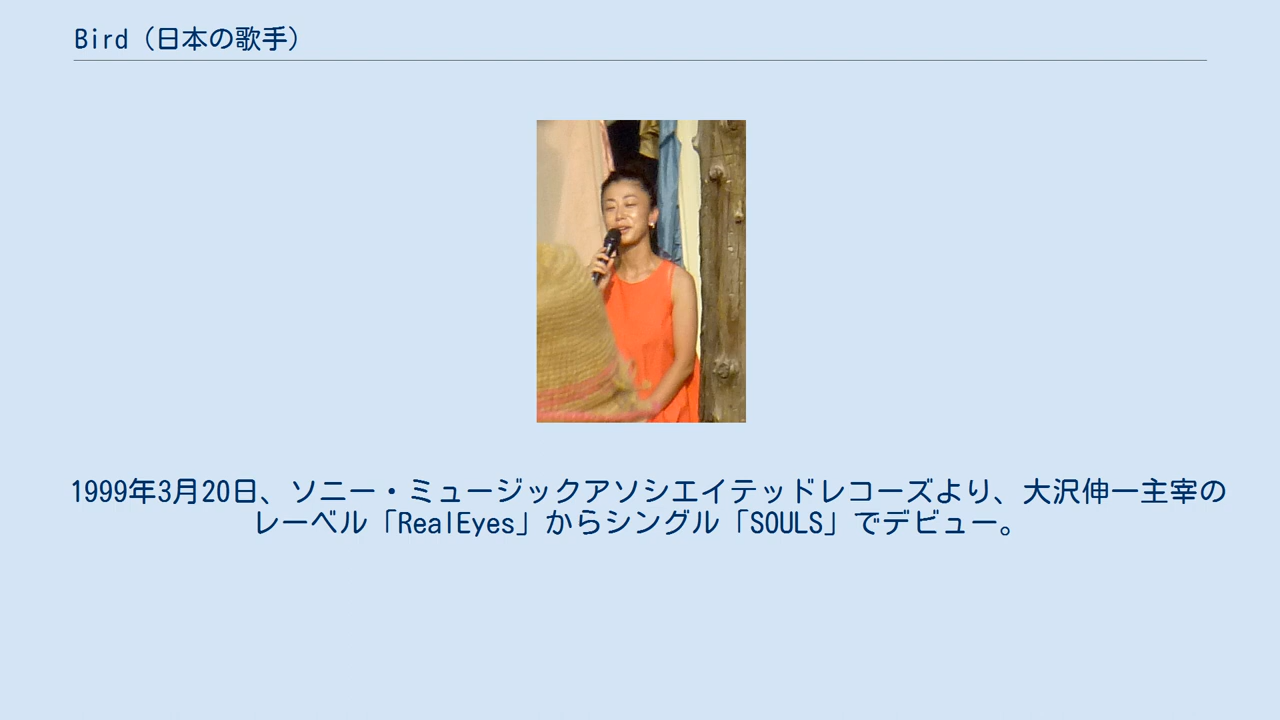 Bird（日本の歌手）
1999年3月20日、ソニー・ミュージックアソシエイテッドレコーズより、大沢伸一主宰の
レーベル「RealEyes」からシングル「SOULS」でデビュー。